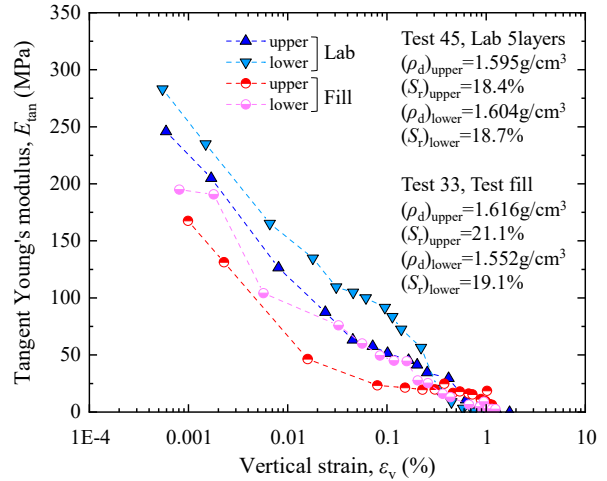 Tangent Young's modulus, E_tan (MPa)
350
300
250
200
150
100
50
0
upper
lower
Lab
upper
lower
Fill
Test 45, Lab 5layers
(ρd)upper=1.595g/cm³
(Sr)upper=18.4%
(ρd)lower=1.604g/cm³
(Sr)lower=18.7%
Test 33, Test fill
(ρd)upper=1.616g/cm³
(Sr)upper=21.1%
(ρd)lower=1.552g/cm³
(Sr)lower=19.1%
1E-4
0.001
0.01
0.1
1
10
Vertical strain, εv (%)